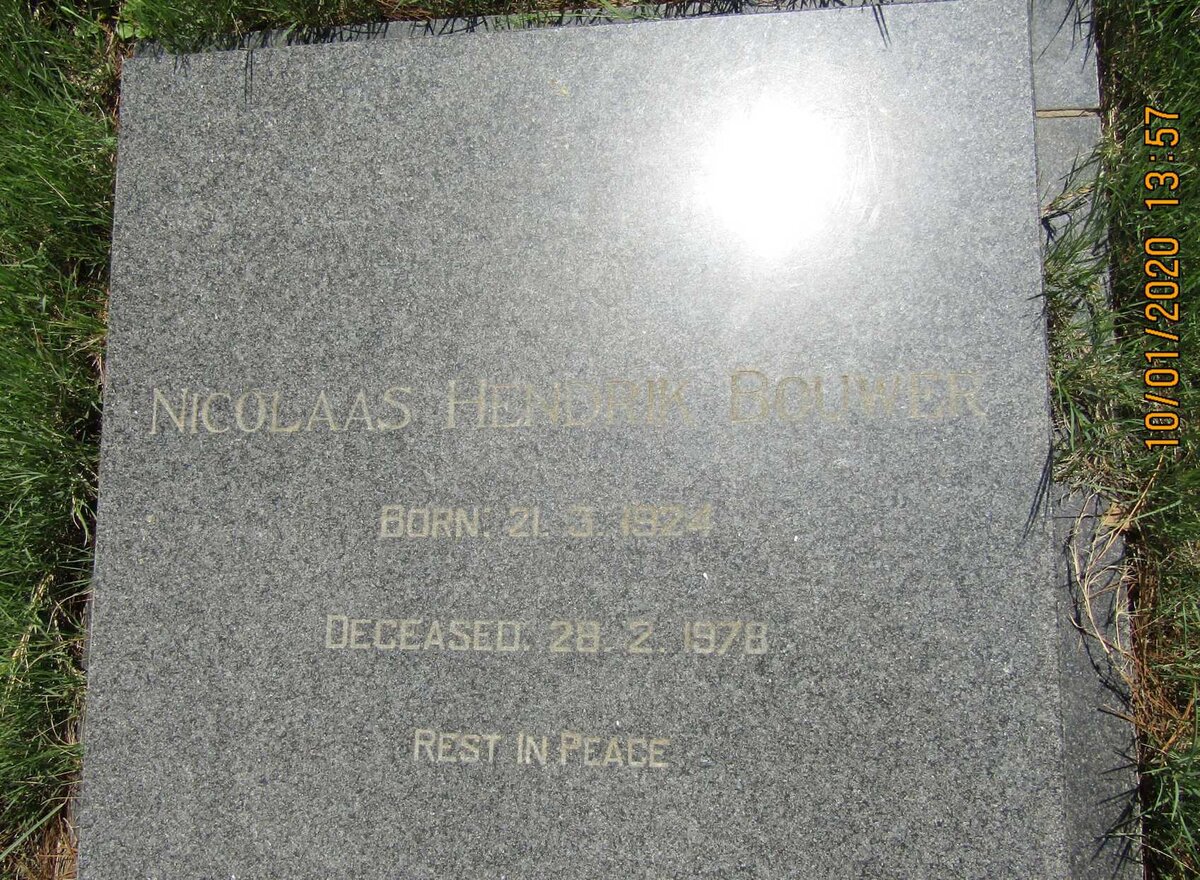 NICOLAAS HENDRIK BOUWER
BORN: 21. 3. 1924
DECEASED: 28. 2. 1978
REST IN PEACE
10/01/2020 13:57